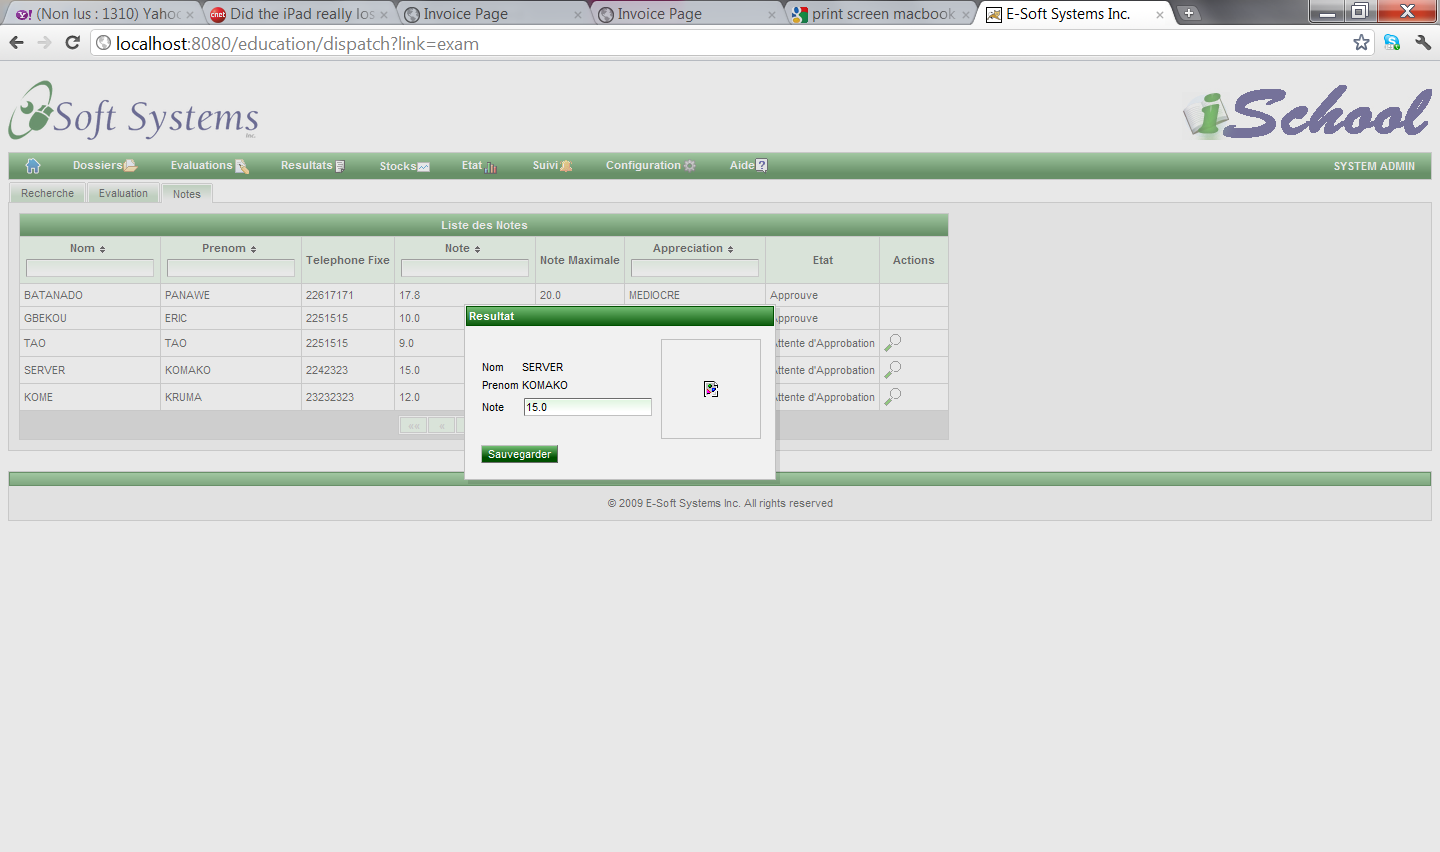 (Non lus : 1310) Yahoo
Did the iPad really los
Invoice Page
Invoice Page
print screen macbook
E-Soft Systems Inc.
localhost:8080/education/dispatch?link=exam
Soft Systems
Inc.
iSchool
Dossiers Evaluations Resultats Stocks Etat Suivi Configuration Aide SYSTEM ADMIN
Recherche Evaluation Notes
Liste des Notes
Nom Prenom Telephone Fixe Note Note Maximale Appreciation Etat Actions
BATANADO PANAWE 22617171 17.8 20.0 MEDIOCRE Approuve
GBEKOU ERIC 2251515 10.0 pprouve
TAO TAO 2251515 9.0 ttente d'Approbation
SERVER KOMAKO 2242323 15.0 ttente d'Approbation
KOME KRUMA 23232323 12.0 ttente d'Approbation
«« «
Resultat
Nom SERVER
Prenom KOMAKO
Note 15.0
Sauvegarder
© 2009 E-Soft Systems Inc. All rights reserved